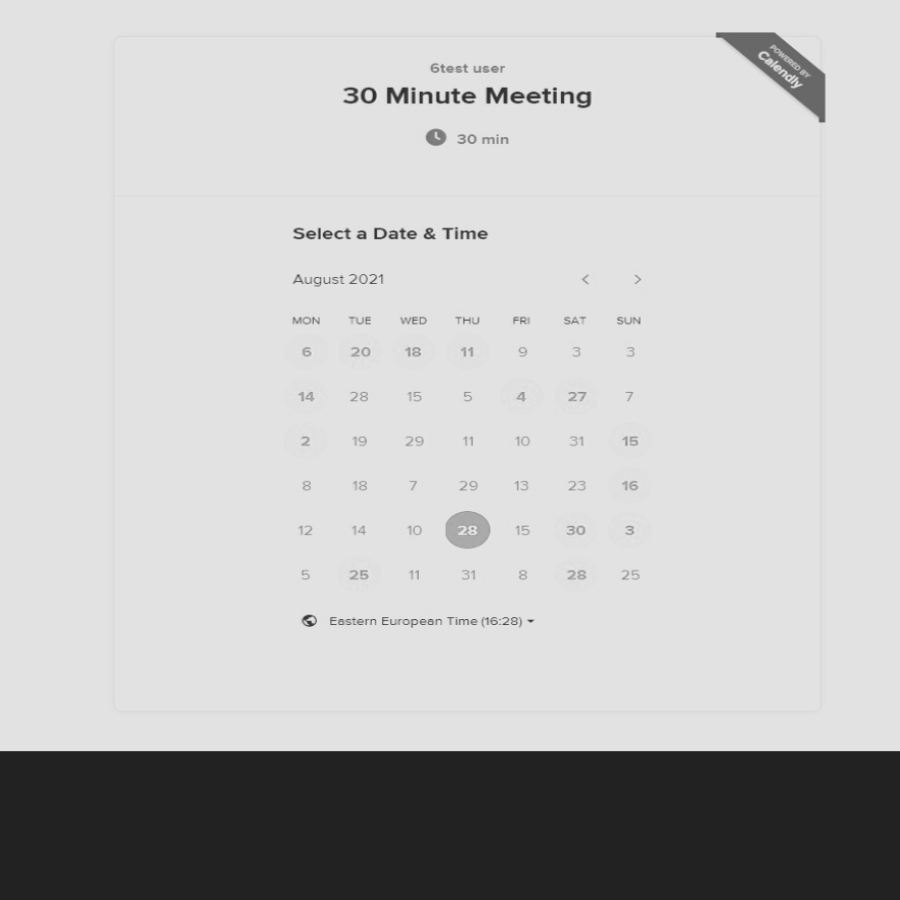 POWERED BY
Calendly
6test user
30 Minute Meeting
30 min
Select a Date & Time
August 2021 < >
MON TUE WED THU FRI SAT SUN
6 20 18 11 9 3 3
14 28 15 5 4 27 7
2 19 29 11 10 31 15
8 18 7 29 13 23 16
12 14 10 28 15 30 3
5 25 11 31 8 28 25
Eastern European Time (16:28)